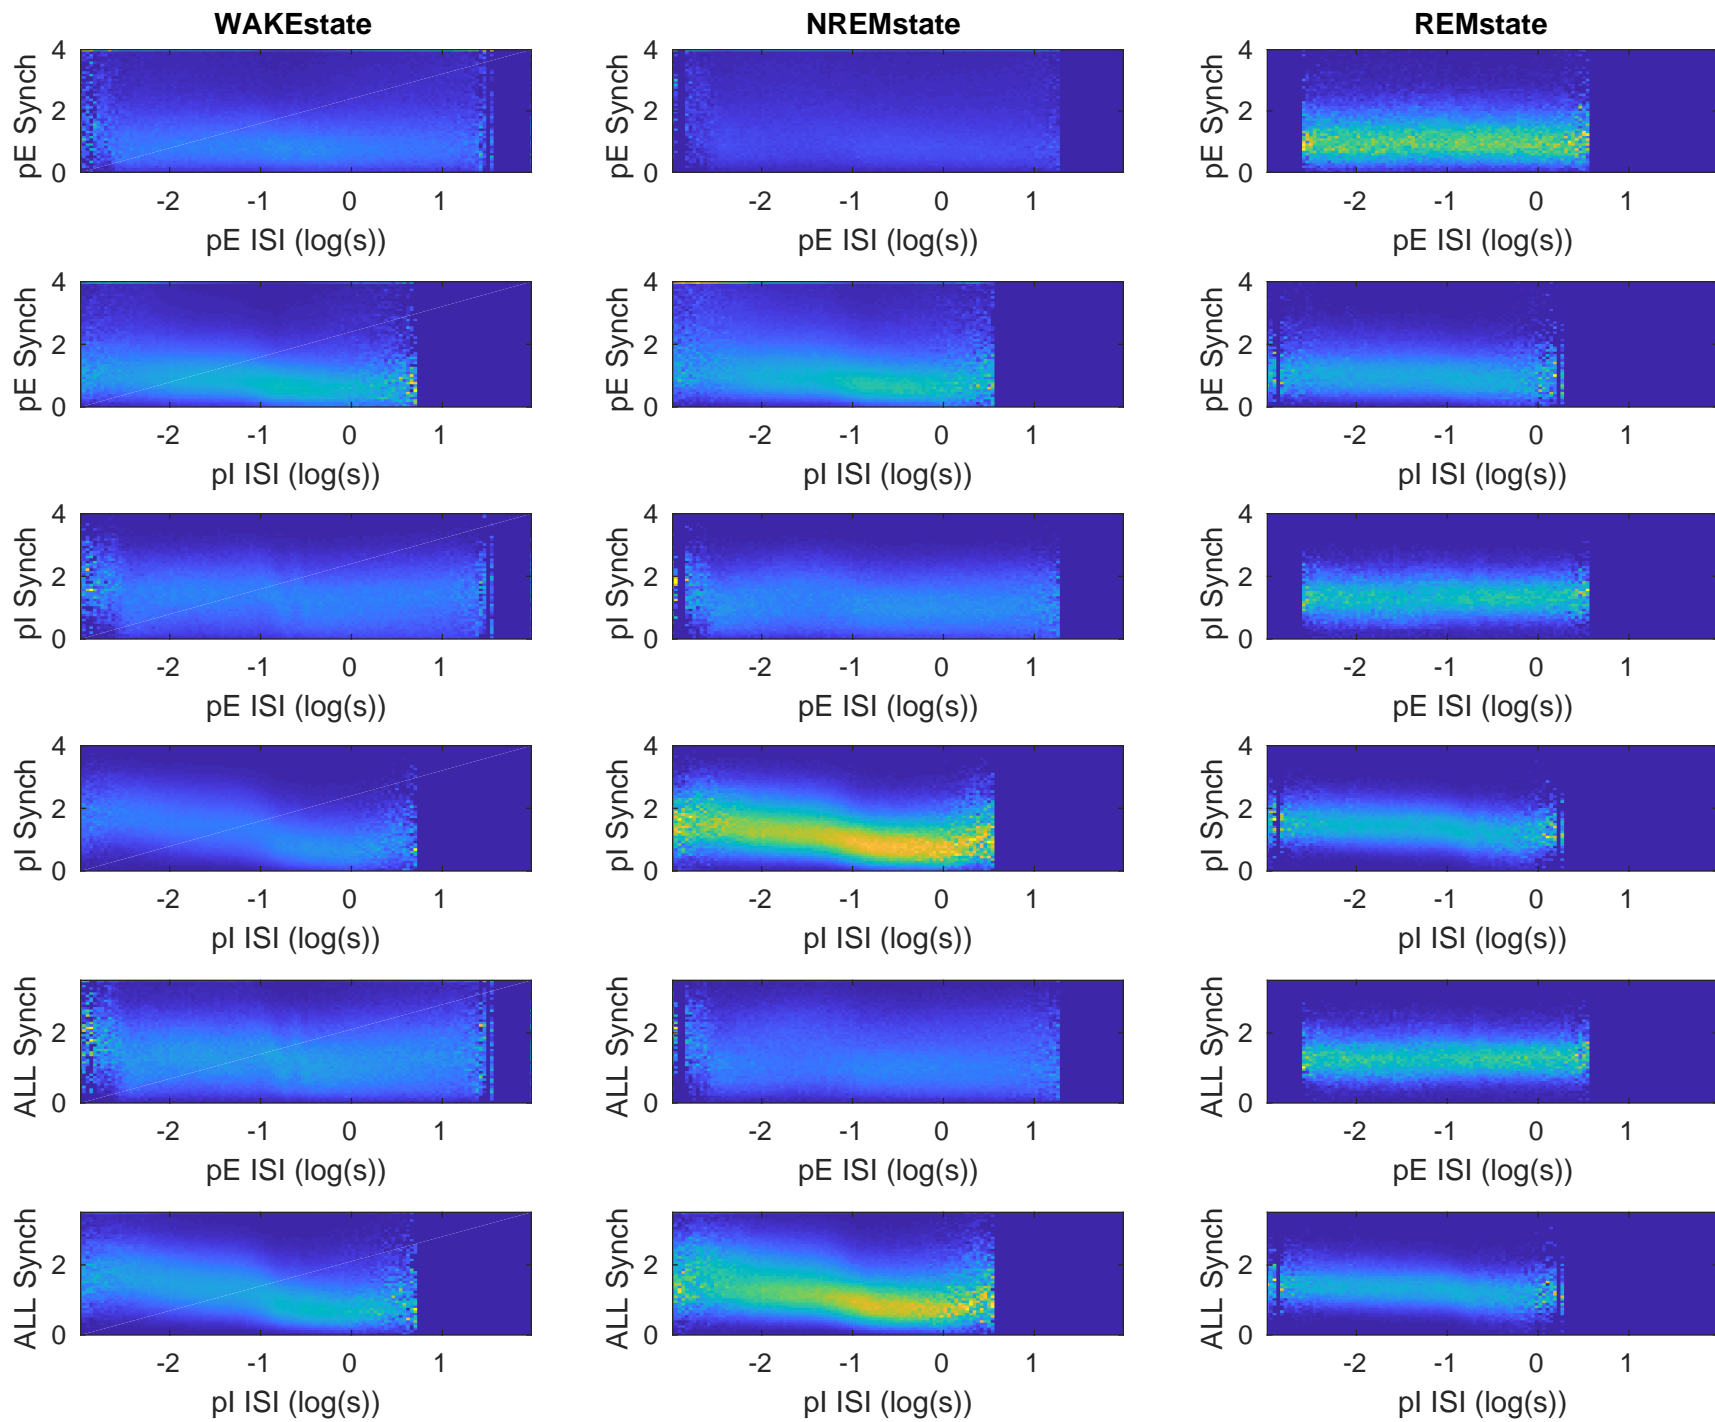 WAKEstate NREMstate REMstate
4 4 4
pE Synch pE Synch pE Synch
2 2 2
0 0 0
-2 -1 0 1 -2 -1 0 1 -2 -1 0 1
pE ISI (log(s)) pE ISI (log(s)) pE ISI (log(s))
4 4 4
pE Synch pE Synch pE Synch
2 2 2
0 0 0
-2 -1 0 1 -2 -1 0 1 -2 -1 0 1
pI ISI (log(s)) pI ISI (log(s)) pI ISI (log(s))
4 4 4
pI Synch pI Synch pI Synch
2 2 2
0 0 0
-2 -1 0 1 -2 -1 0 1 -2 -1 0 1
pE ISI (log(s)) pE ISI (log(s)) pE ISI (log(s))
4 4 4
pI Synch pI Synch pI Synch
2 2 2
0 0 0
-2 -1 0 1 -2 -1 0 1 -2 -1 0 1
pI ISI (log(s)) pI ISI (log(s)) pI ISI (log(s))
ALL Synch ALL Synch ALL Synch
2 2 2
0 0 0
-2 -1 0 1 -2 -1 0 1 -2 -1 0 1
pE ISI (log(s)) pE ISI (log(s)) pE ISI (log(s))
ALL Synch ALL Synch ALL Synch
2 2 2
0 0 0
-2 -1 0 1 -2 -1 0 1 -2 -1 0 1
pI ISI (log(s)) pI ISI (log(s)) pI ISI (log(s))